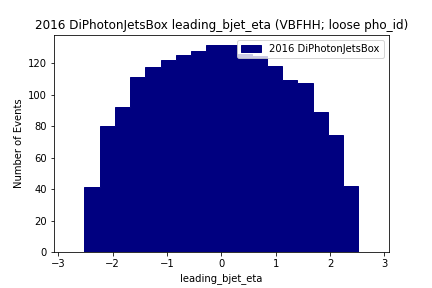 2016 DiPhotonJetsBox leading_bjet_eta (VBFHH; loose pho_id)
2016 DiPhotonJetsBox
120
100
80
60
40
20
0
Number of Events
−3 −2 −1 0 1 2 3
leading_bjet_eta